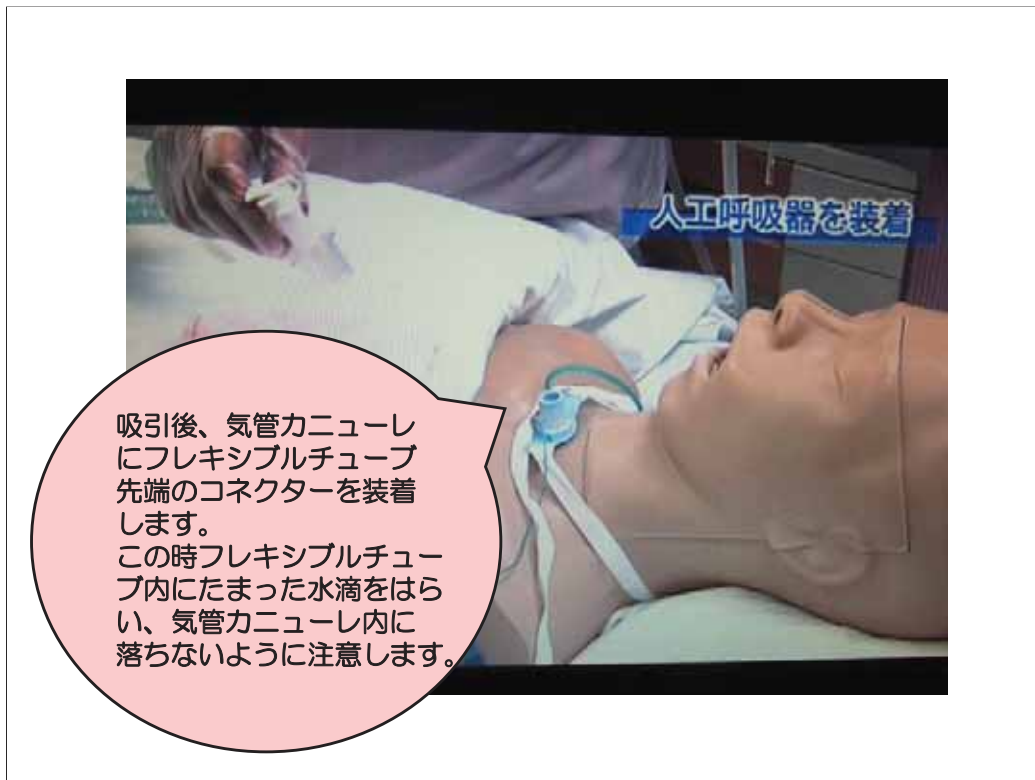 人工呼吸器を装着
吸引後、気管カニューレ
にフレキシブルチューブ
先端のコネクターを装着
します。
この時フレキシブルチュー
ブ内にたまった水滴をはら
い、気管カニューレ内に
落ちないように注意します。